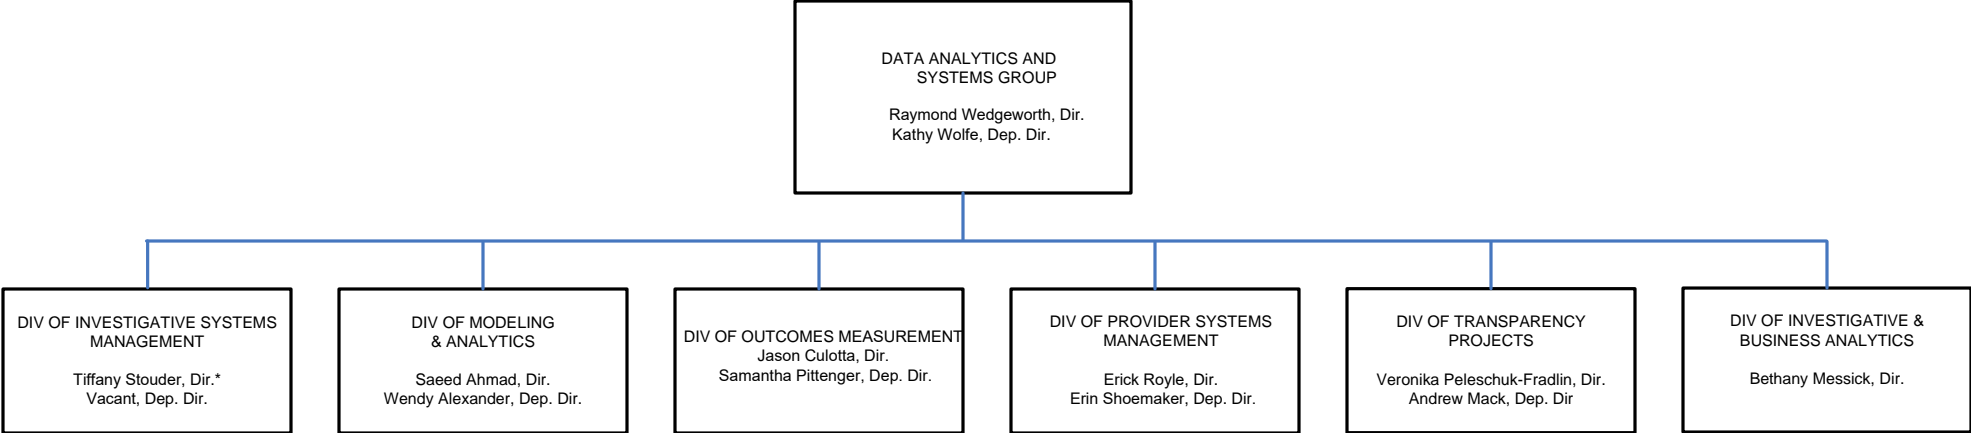 DATA ANALYTICS AND
SYSTEMS GROUP
Raymond Wedgeworth, Dir.
Kathy Wolfe, Dep. Dir.
DIV OF INVESTIGATIVE SYSTEMS
MANAGEMENT
Tiffany Stouder, Dir.*
Vacant, Dep. Dir.
DIV OF MODELING
& ANALYTICS
Saeed Ahmad, Dir.
Wendy Alexander, Dep. Dir.
DIV OF OUTCOMES MEASUREMENT
Jason Culotta, Dir.
Samantha Pittenger, Dep. Dir.
DIV OF PROVIDER SYSTEMS
MANAGEMENT
Erick Royle, Dir.
Erin Shoemaker, Dep. Dir.
DIV OF TRANSPARENCY
PROJECTS
Veronika Peleschuk-Fradlin, Dir.
Andrew Mack, Dep. Dir
DIV OF INVESTIGATIVE &
BUSINESS ANALYTICS
Bethany Messick, Dir.